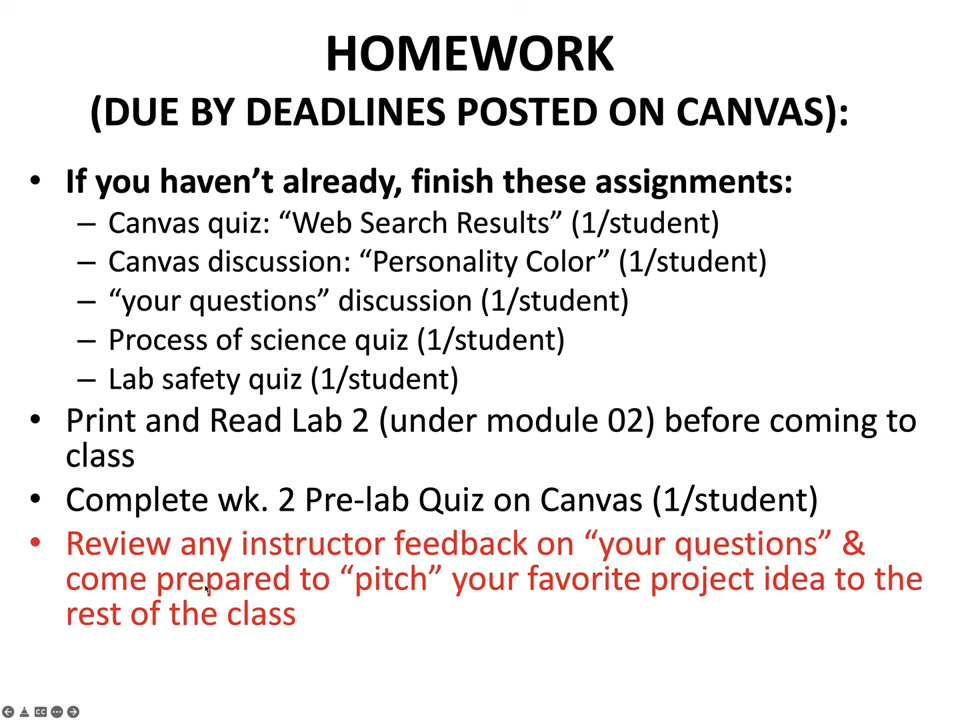 HOMEWORK
(DUE BY DEADLINES POSTED ON CANVAS):
• If you haven’t already, finish these assignments:
– Canvas quiz: “Web Search Results” (1/student)
– Canvas discussion: “Personality Color” (1/student)
– “your questions” discussion (1/student)
– Process of science quiz (1/student)
– Lab safety quiz (1/student)
• Print and Read Lab 2 (under module 02) before coming to
class
• Complete wk. 2 Pre-lab Quiz on Canvas (1/student)
• Review any instructor feedback on “your questions” &
come prepared to “pitch” your favorite project idea to the
rest of the class
CC